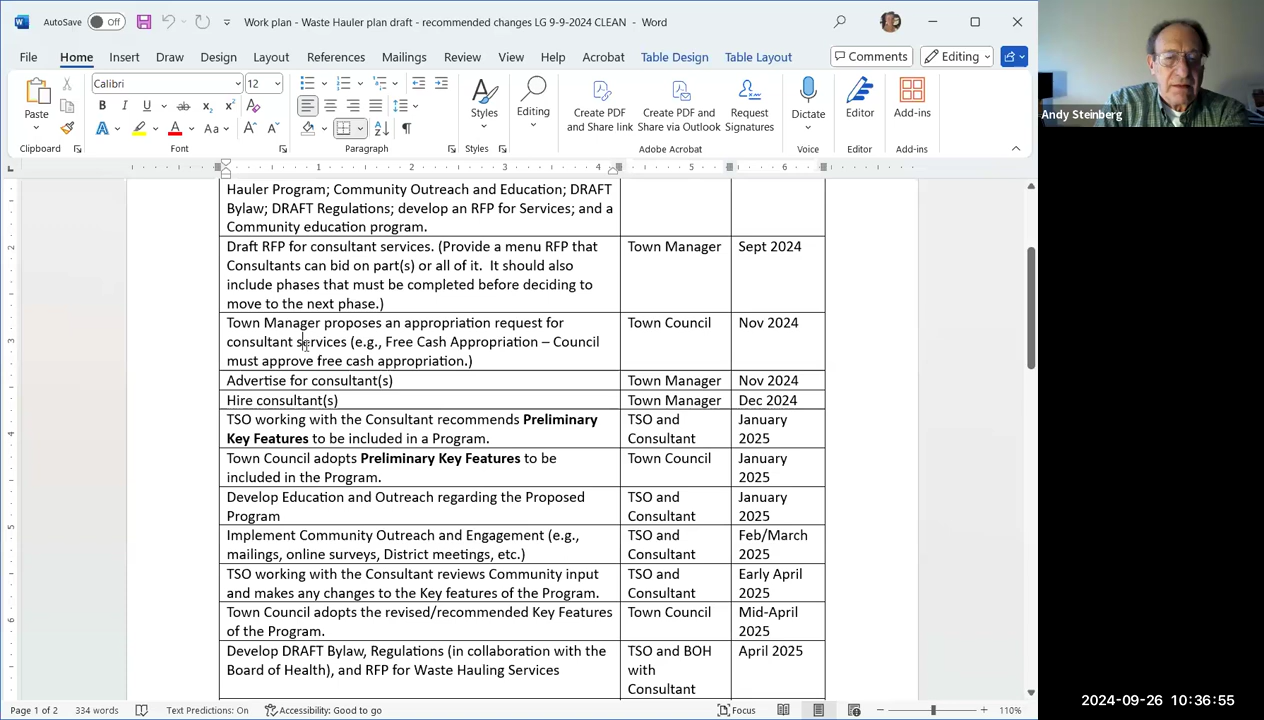 AutoSave Off Work plan - Waste Hauler plan draft - recommended changes LG 9-9-2024 CLEAN - Word
File Home Insert Draw Design Layout References Mailings Review View Help Acrobat Table Design Table Layout Comments Editing
Calibri 12
Paste Styles Editing Create PDF and Share link Create PDF and Share via Outlook Request Signatures Dictate Editor Add-ins
Clipboard Font Paragraph Styles Adobe Acrobat Voice Editor Add-ins
Andy Steinberg
Hauler Program; Community Outreach and Education; DRAFT
Bylaw; DRAFT Regulations; develop an RFP for Services; and a
Community education program.
Draft RFP for consultant services. (Provide a menu RFP that Town Manager Sept 2024
Consultants can bid on part(s) or all of it. It should also
include phases that must be completed before deciding to
move to the next phase.)
Town Manager proposes an appropriation request for Town Council Nov 2024
consultant services (e.g., Free Cash Appropriation – Council
must approve free cash appropriation.)
Advertise for consultant(s) Town Manager Nov 2024
Hire consultant(s) Town Manager Dec 2024
TSO working with the Consultant recommends Preliminary TSO and January
Key Features to be included in a Program. Consultant 2025
Town Council adopts Preliminary Key Features to be Town Council January
included in the Program. 2025
Develop Education and Outreach regarding the Proposed TSO and January
Program Consultant 2025
Implement Community Outreach and Engagement (e.g., TSO and Feb/March
mailings, online surveys, District meetings, etc.) Consultant 2025
TSO working with the Consultant reviews Community input TSO and Early April
and makes any changes to the Key features of the Program. Consultant 2025
Town Council adopts the revised/recommended Key Features Town Council Mid-April
of the Program. 2025
Develop DRAFT Bylaw, Regulations (in collaboration with the TSO and BOH April 2025
Board of Health), and RFP for Waste Hauling Services with
Consultant
Page 1 of 2 334 words Text Predictions: On Accessibility: Good to go Focus 110%
2024-09-26 10:36:55